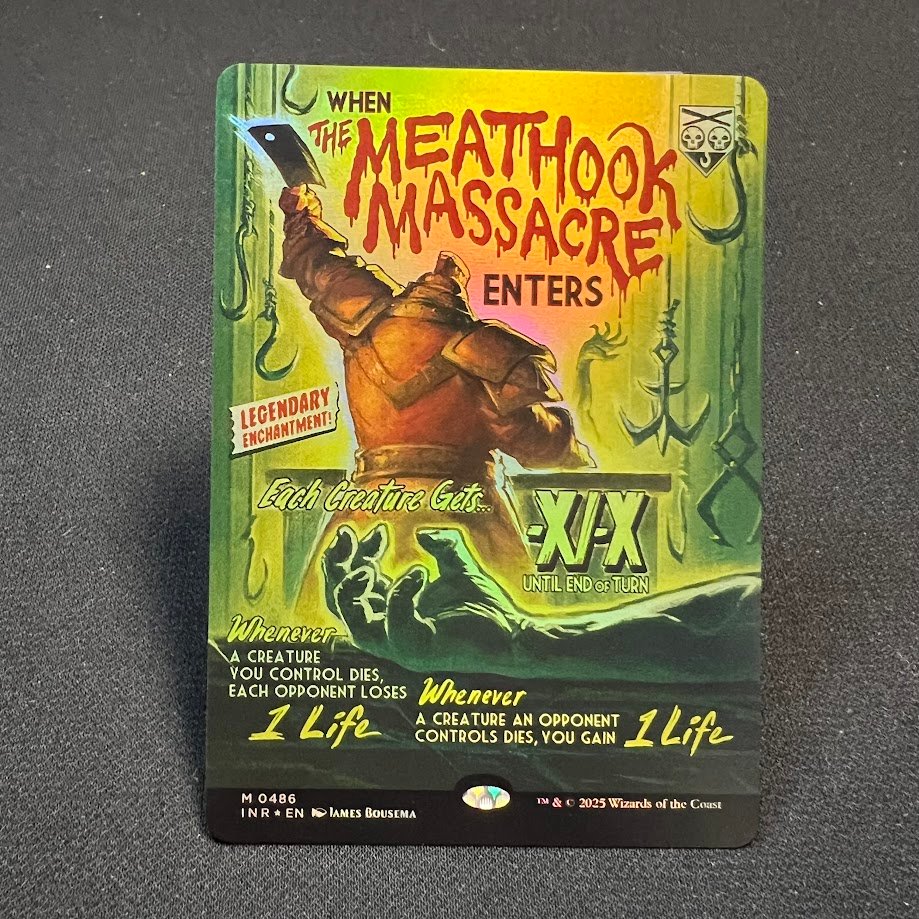 WHEN
THE MEATHOOK
MASSACRE
ENTERS
LEGENDARY
ENCHANTMENT!
Each Creature Gets...
-X/-X
UNTIL END OF TURN
Whenever
A CREATURE
YOU CONTROL DIES,
EACH OPPONENT LOSES
1 Life
Whenever
A CREATURE AN OPPONENT
CONTROLS DIES, YOU GAIN 1 Life
M 0486
INR★EN JAMES BOUSEMA
™ & © 2025 Wizards of the Coast